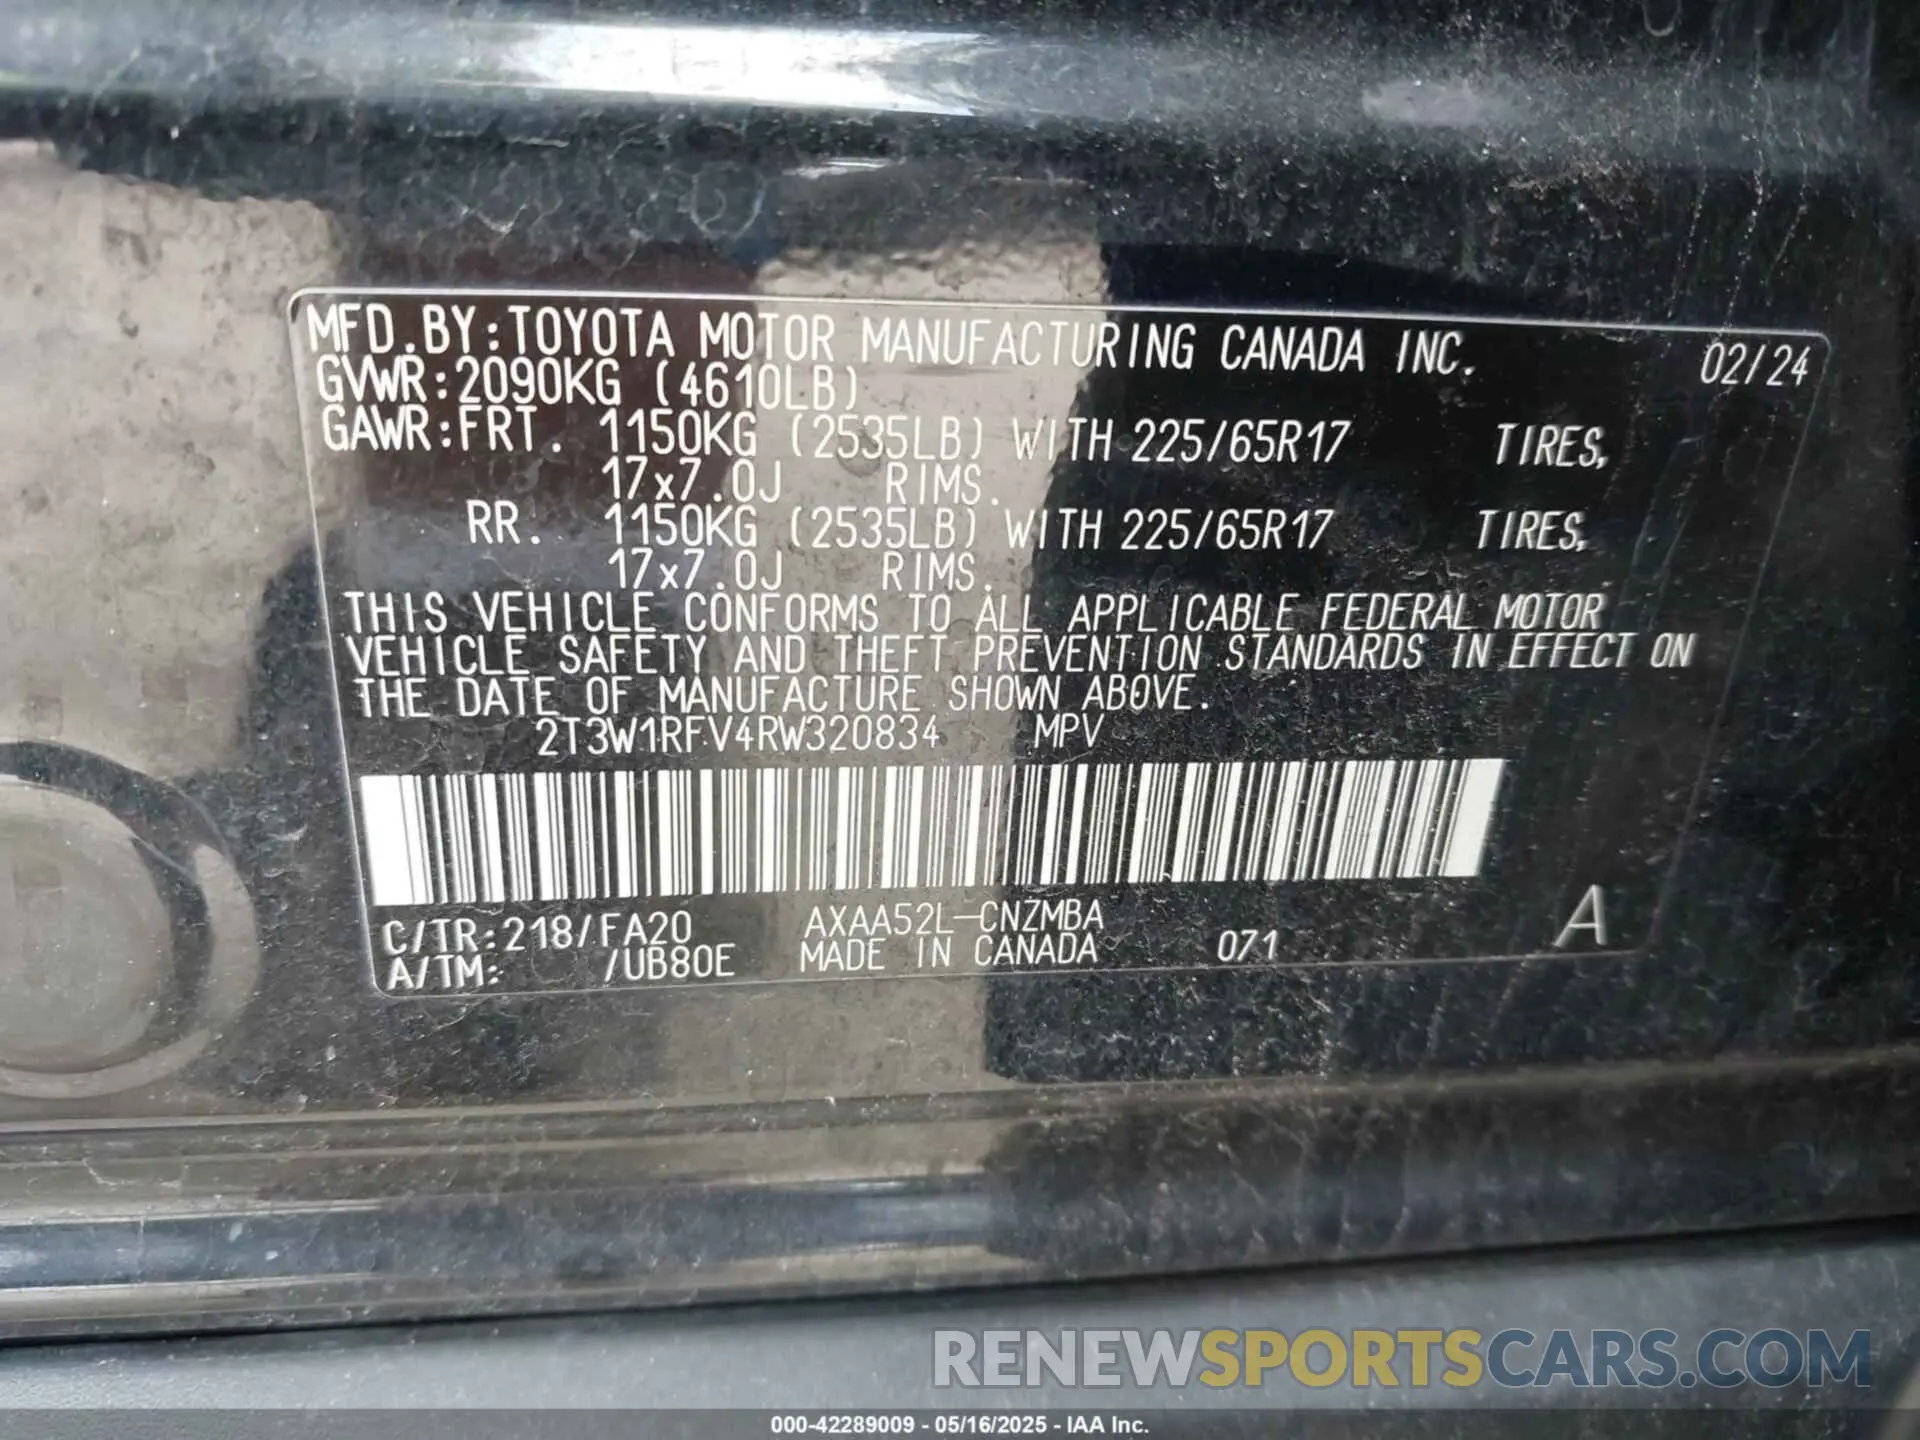 MFD.BY:TOYOTA MOTOR MANUFACTURING CANADA INC. 02/24
GVWR:2090KG (4610LB)
GAWR:FRT. 1150KG (2535LB) WITH 225/65R17 TIRES,
17x7.0J RIMS.
RR. 1150KG (2535LB) WITH 225/65R17 TIRES,
17x7.0J RIMS.
THIS VEHICLE CONFORMS TO ALL APPLICABLE FEDERAL MOTOR
VEHICLE SAFETY AND THEFT PREVENTION STANDARDS IN EFFECT ON
THE DATE OF MANUFACTURE SHOWN ABOVE.
2T3W1RFV4RW320834 MPV
C/TR:218/FA20 AXAA52L-CNZMBA A
A/TM: /UB80E MADE IN CANADA 071
RENEWSPORTSCARS.COM
000-42289009 - 05/16/2025 - IAA Inc.